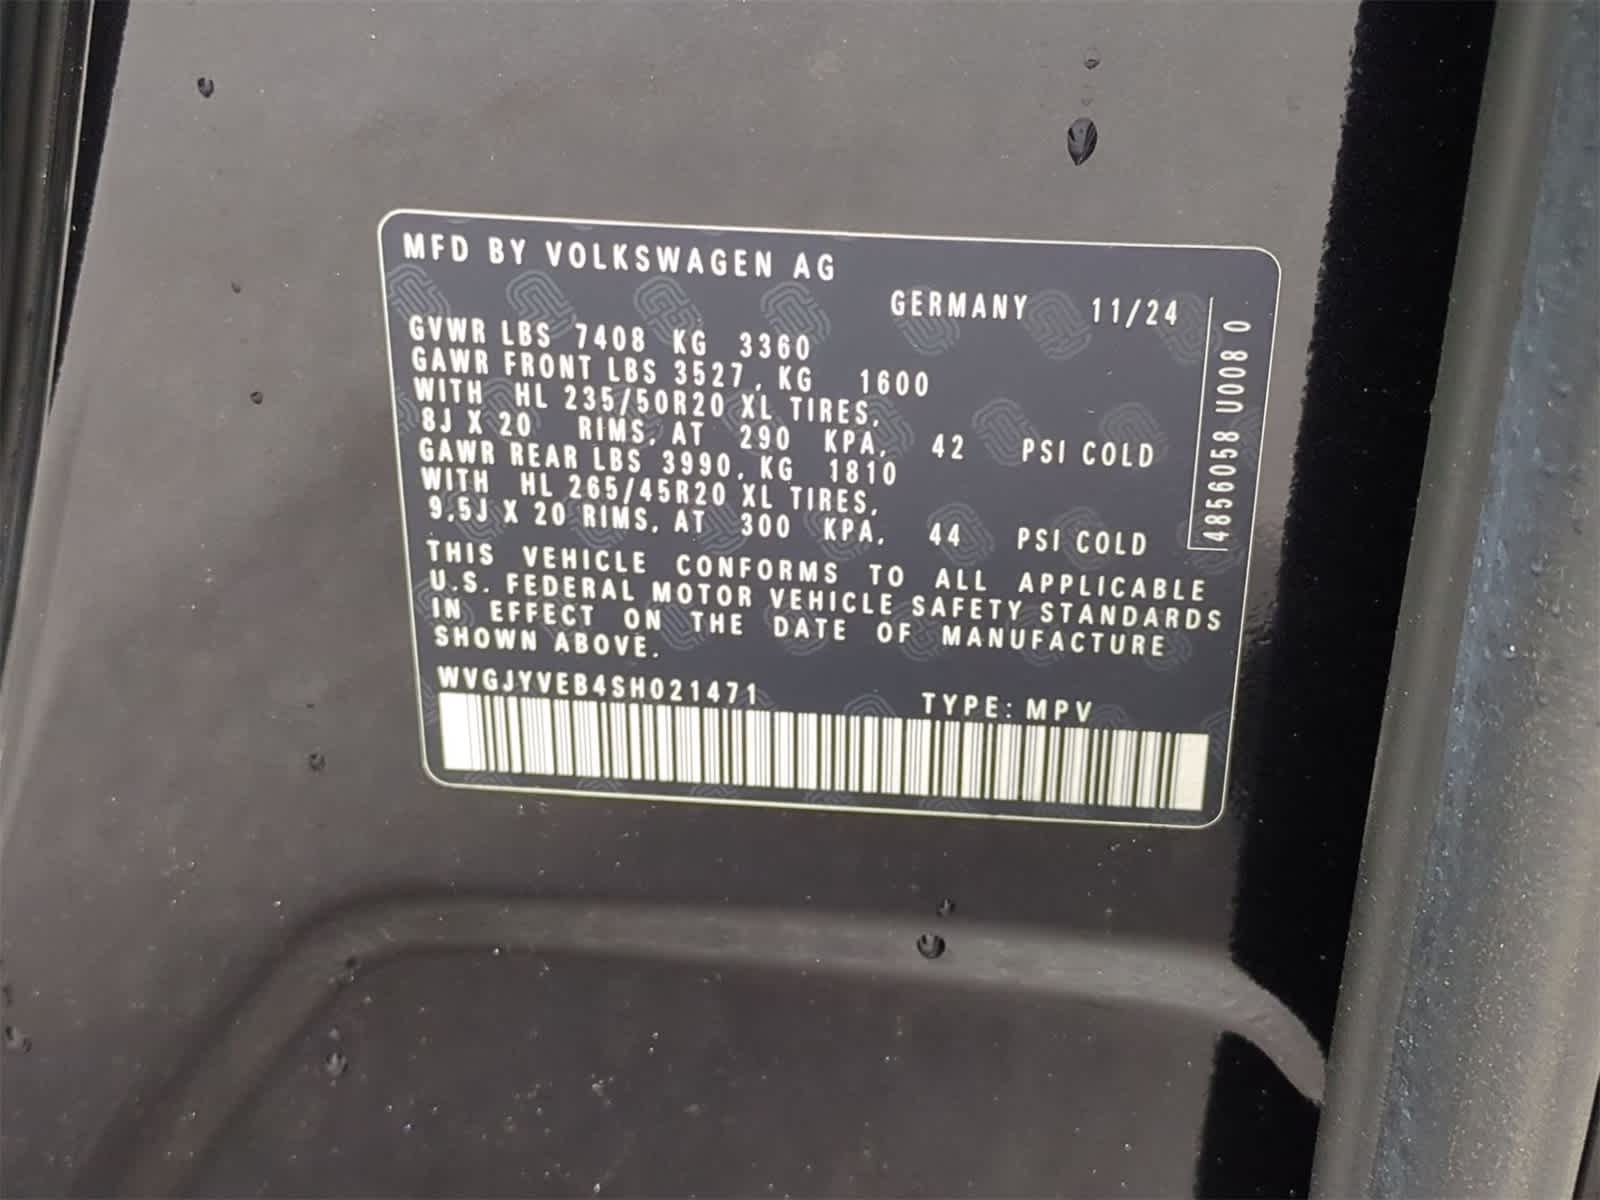 MFD BY VOLKSWAGEN AG
GERMANY 11/24
GVWR LBS 7408 KG 3360
GAWR FRONT LBS 3527, KG 1600
WITH HL 235/50R20 XL TIRES,
8J X 20 RIMS, AT 290 KPA, 42 PSI COLD
GAWR REAR LBS 3990, KG 1810
WITH HL 265/45R20 XL TIRES,
9.5J X 20 RIMS, AT 300 KPA, 44 PSI COLD
THIS VEHICLE CONFORMS TO ALL APPLICABLE
U.S. FEDERAL MOTOR VEHICLE SAFETY STANDARDS
IN EFFECT ON THE DATE OF MANUFACTURE
SHOWN ABOVE.
WVGJYVEB4SH021471 TYPE: MPV
4856058 U008 0